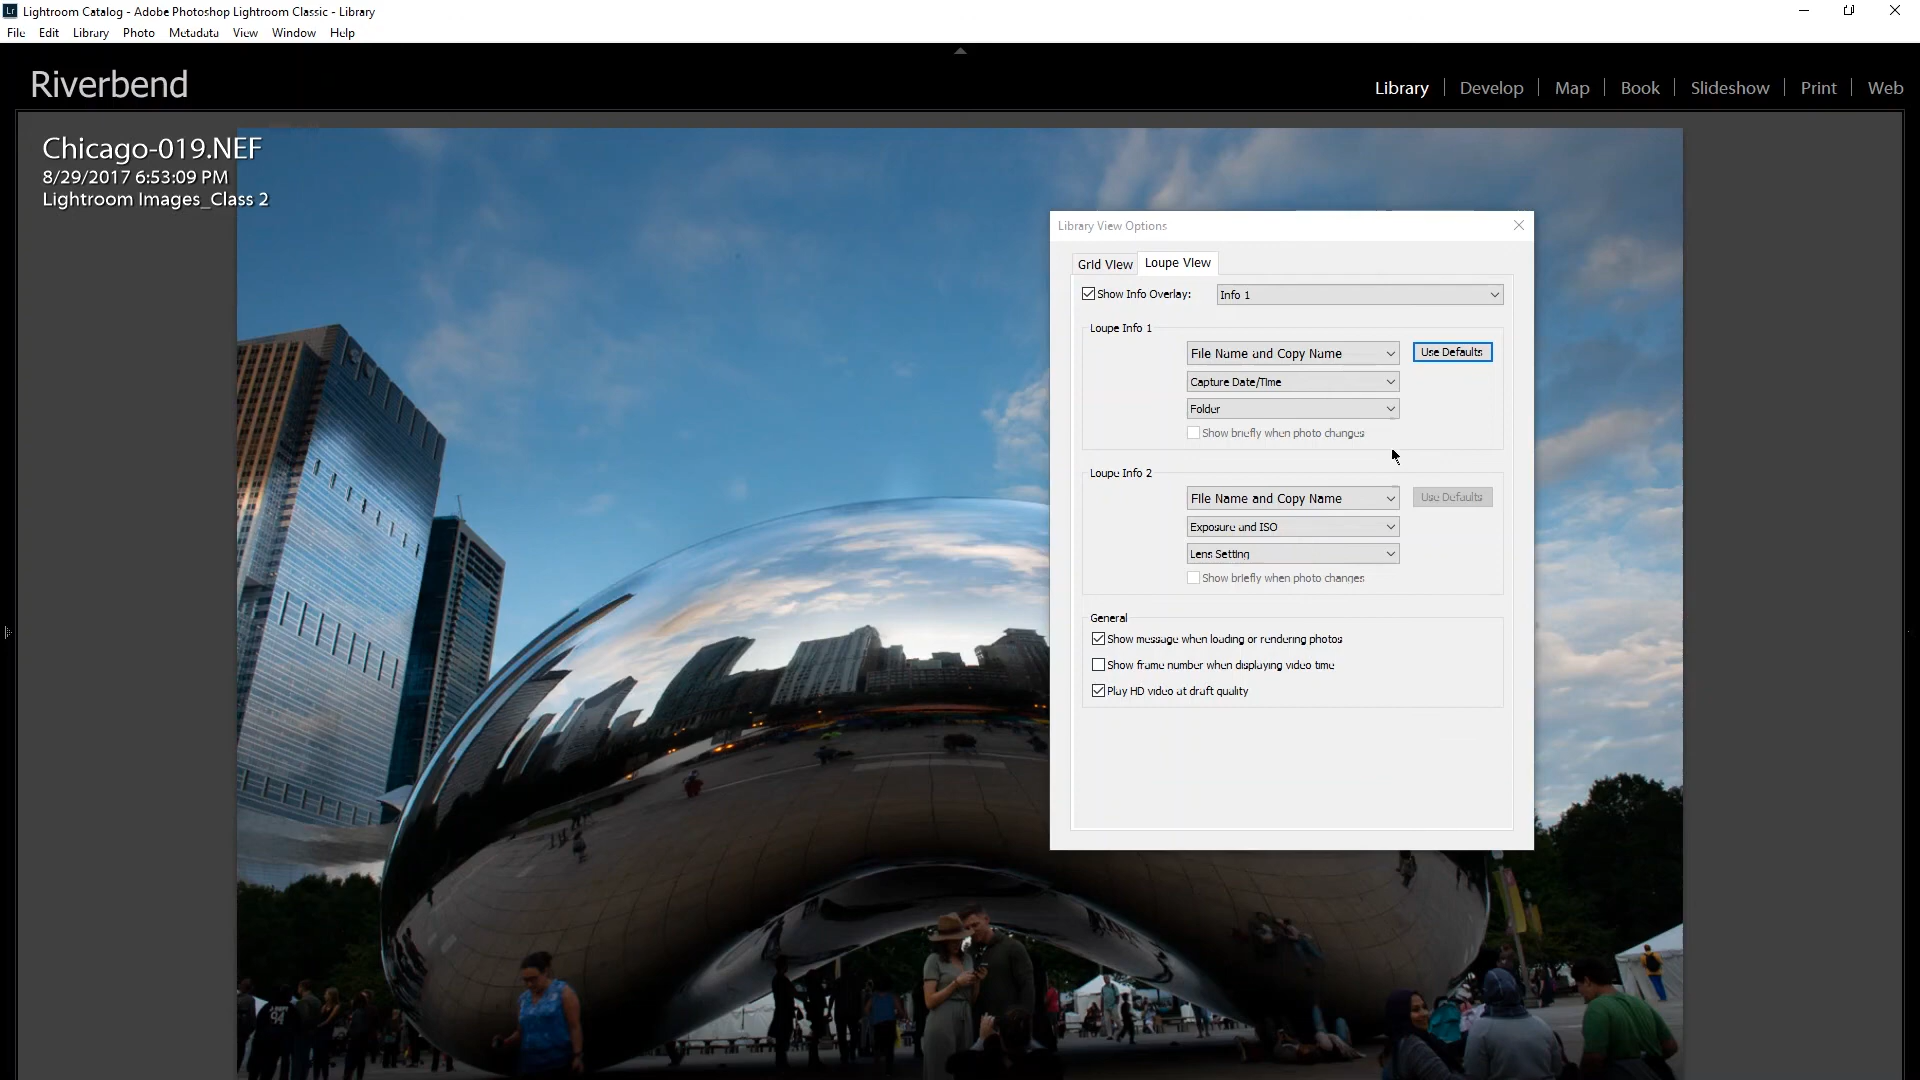 Lr Lightroom Catalog - Adobe Photoshop Lightroom Classic - Library
File Edit Library Photo Metadata View Window Help
Riverbend
Library Develop Map Book Slideshow Print Web
Chicago-019.NEF
8/29/2017 6:53:09 PM
Lightroom Images_Class 2
Library View Options
Grid View Loupe View
Show Info Overlay: Info 1
Loupe Info 1
File Name and Copy Name Use Defaults
Capture Date/Time
Folder
Show briefly when photo changes
Loupe Info 2
File Name and Copy Name Use Defaults
Exposure and ISO
Lens Setting
Show briefly when photo changes
General
Show message when loading or rendering photos
Show frame number when displaying video time
Play HD video at draft quality